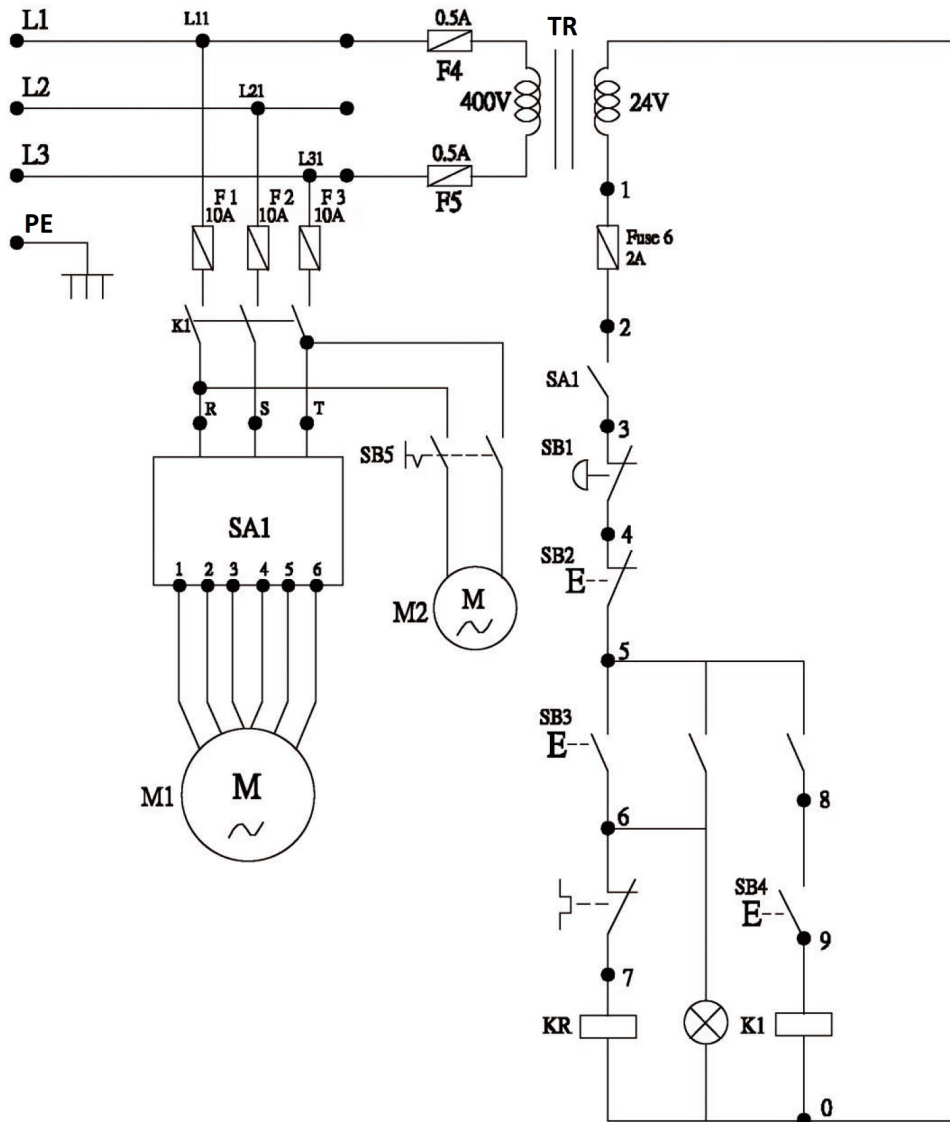 L1
L11
0.5A
F4
TR
400V
24V
L2
L21
L3
L31
0.5A
F5
1
PE
F 1
10A
F 2
10A
F 3
10A
Fuse 6
2A
K1
2
SA1
R
S
T
3
SB5
SB1
SA1
4
SB2
E
1 2 3 4 5 6
M2
M
5
SB3
E
M1
M
8
6
SB4
E
9
7
KR
K1
0